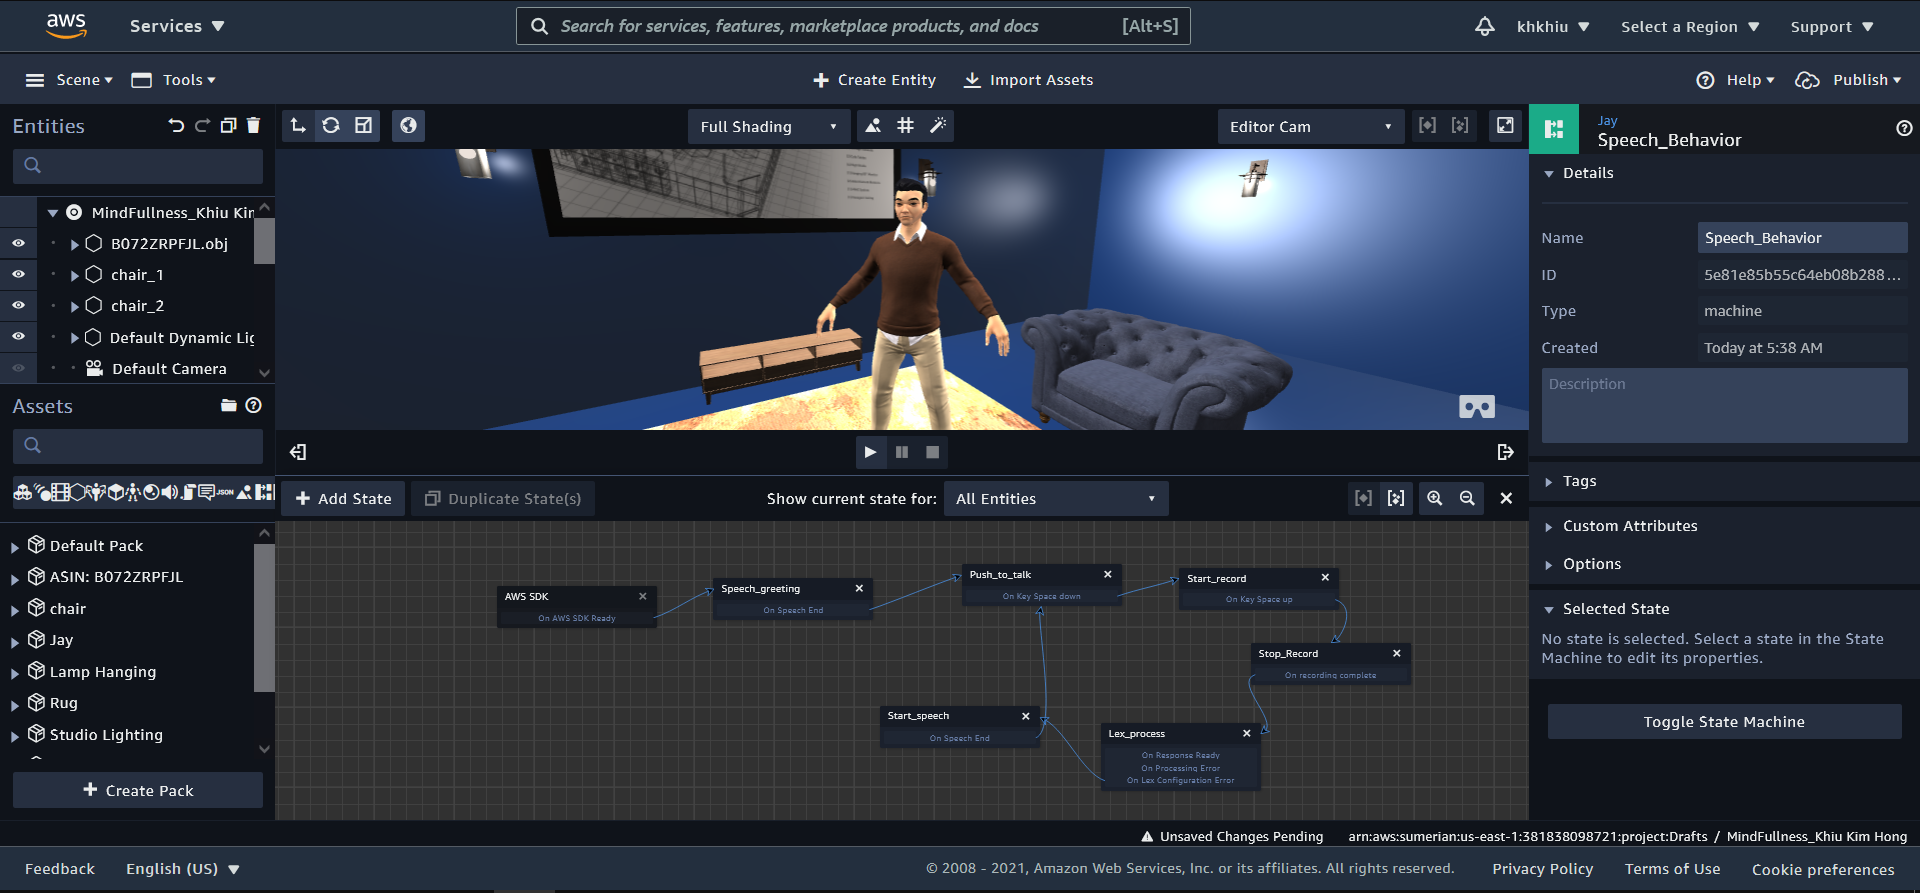 aws
Services
Search for services, features, marketplace products, and docs
[Alt+S]
khkhiu
Select a Region
Support
Scene
Tools
Create Entity
Import Assets
Help
Publish
Entities
MindFullness_Khiu Kin
B072ZRPFJL.obj
chair_1
chair_2
Default Dynamic Lig
Default Camera
Full Shading
Editor Cam
Assets
JSON
Default Pack
ASIN: B072ZRPFJL
chair
Jay
Lamp Hanging
Rug
Studio Lighting
Create Pack
Add State
Duplicate State(s)
Show current state for:
All Entities
AWS SDK
On AWS SDK Ready
Speech_greeting
On Speech End
Push_to_talk
On Key Space down
Start_record
On Key Space up
Stop_Record
On recording complete
Start_speech
On Speech End
Lex_process
On Response Ready
On Processing Error
On Lex Configuration Error
Jay
Speech_Behavior
Details
Name
Speech_Behavior
ID
5e81e85b55c64eb08b288...
Type
machine
Created
Today at 5:38 AM
Description
Tags
Custom Attributes
Options
Selected State
No state is selected. Select a state in the State
Machine to edit its properties.
Toggle State Machine
Unsaved Changes Pending
arn:aws:sumerian:us-east-1:381838098721:project:Drafts / MindFullness_Khiu Kim Hong
Feedback
English (US)
© 2008 - 2021, Amazon Web Services, Inc. or its affiliates. All rights reserved.
Privacy Policy
Terms of Use
Cookie preferences